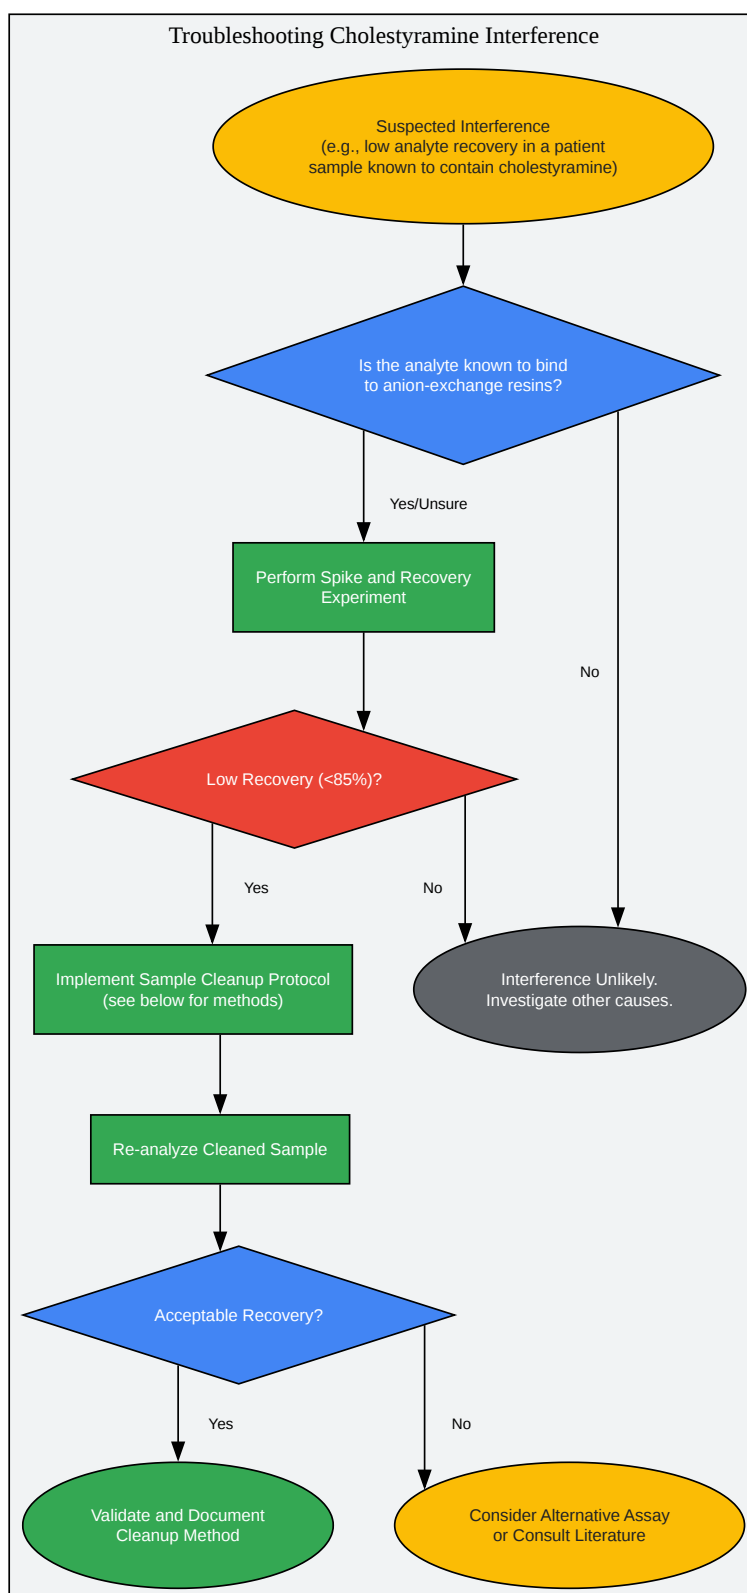 Troubleshooting Cholestyramine Interference
Suspected Interference
(e.g., low analyte recovery in a patient
sample known to contain cholestyramine)
Is the analyte known to bind
to anion-exchange resins?
Yes/Unsure
Perform Spike and Recovery
Experiment
No
Low Recovery (<85%)?
Yes
No
Implement Sample Cleanup Protocol
(see below for methods)
Interference Unlikely.
Investigate other causes.
Re-analyze Cleaned Sample
Acceptable Recovery?
Yes
No
Validate and Document
Cleanup Method
Consider Alternative Assay
or Consult Literature